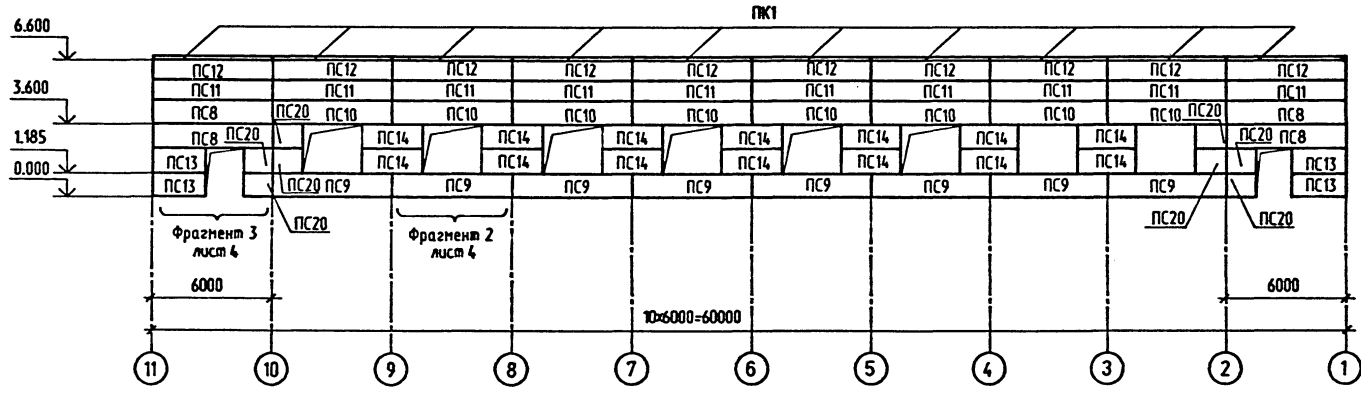 ПК1
6.600
ПС12 ПС12 ПС12 ПС12 ПС12 ПС12 ПС12 ПС12 ПС12 ПС12
ПС11 ПС11 ПС11 ПС11 ПС11 ПС11 ПС11 ПС11 ПС11 ПС11
3.600
ПС8 ПС20 ПС10 ПС10 ПС10 ПС10 ПС10 ПС10 ПС10 ПС10 ПС20 ПС8
ПС8 ПС20 ПС14 ПС14 ПС14 ПС14 ПС14 ПС14 ПС14 ПС20 ПС8
1.185
ПС13 ПС14 ПС14 ПС14 ПС14 ПС14 ПС14 ПС14 ПС13
0.000
ПС13 ПС20 ПС9 ПС9 ПС9 ПС9 ПС9 ПС9 ПС9 ПС9 ПС13
ПС20 ПС20 ПС20
Фрагмент 3
лист 4
Фрагмент 2
лист 4
6000 6000
10×6000=60000
11 10 9 8 7 6 5 4 3 2 1